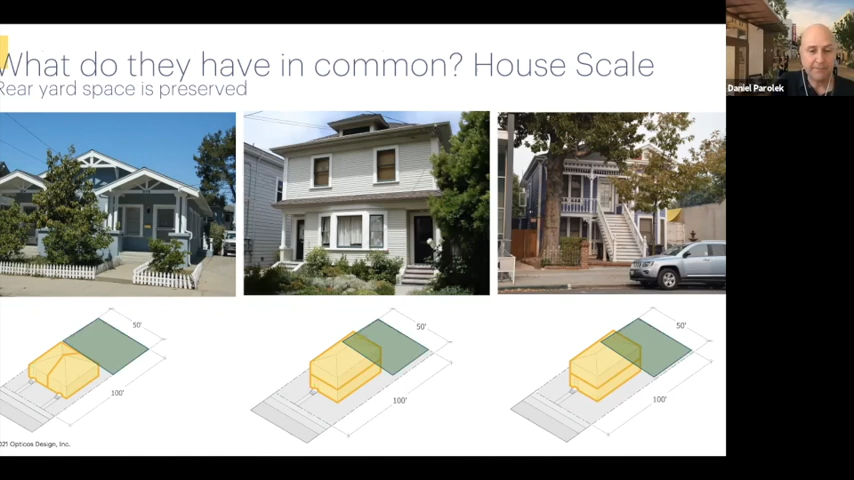 What do they have in common? House Scale
Rear yard space is preserved
Daniel Parolek
50'
100'
50'
100'
50'
100'
021 Opticos Design, Inc.